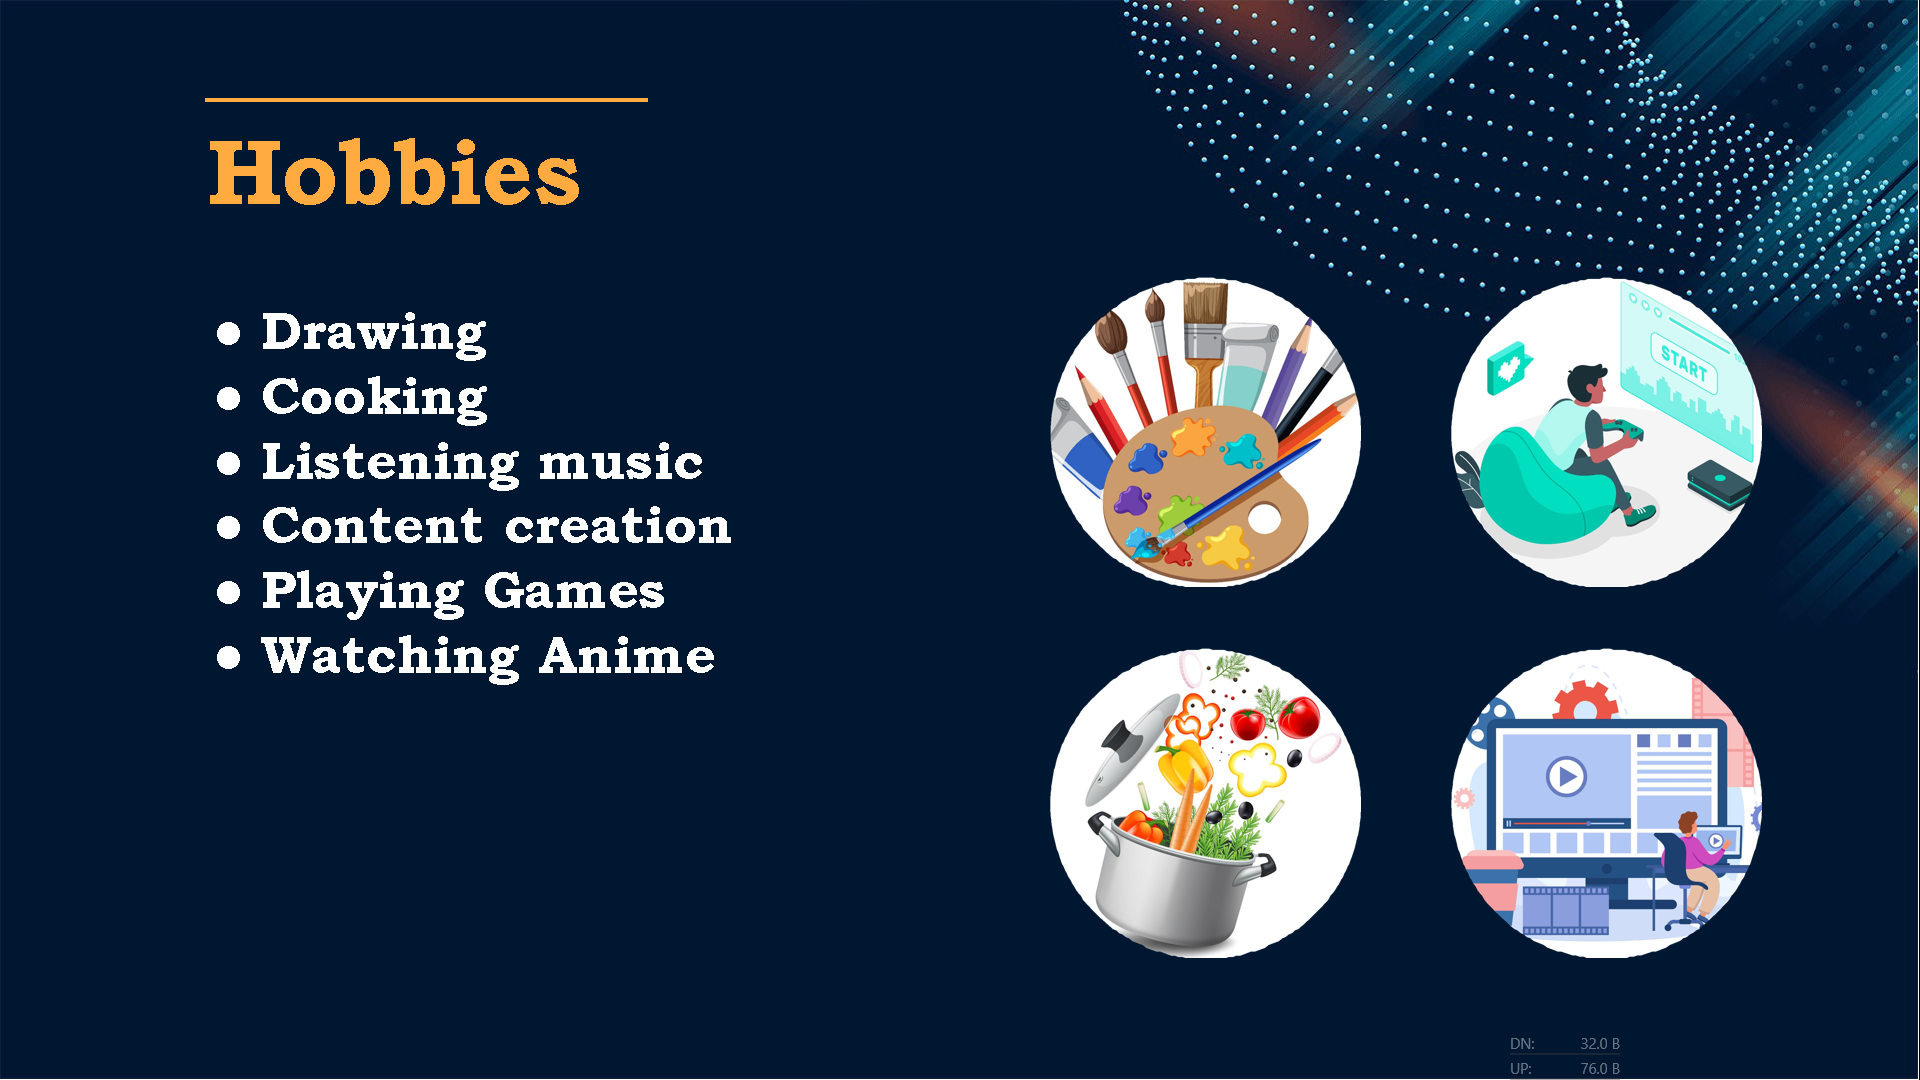 Hobbies
● Drawing
● Cooking
● Listening music
● Content creation
● Playing Games
● Watching Anime
START
DN: 32.0 B
UP: 76.0 B